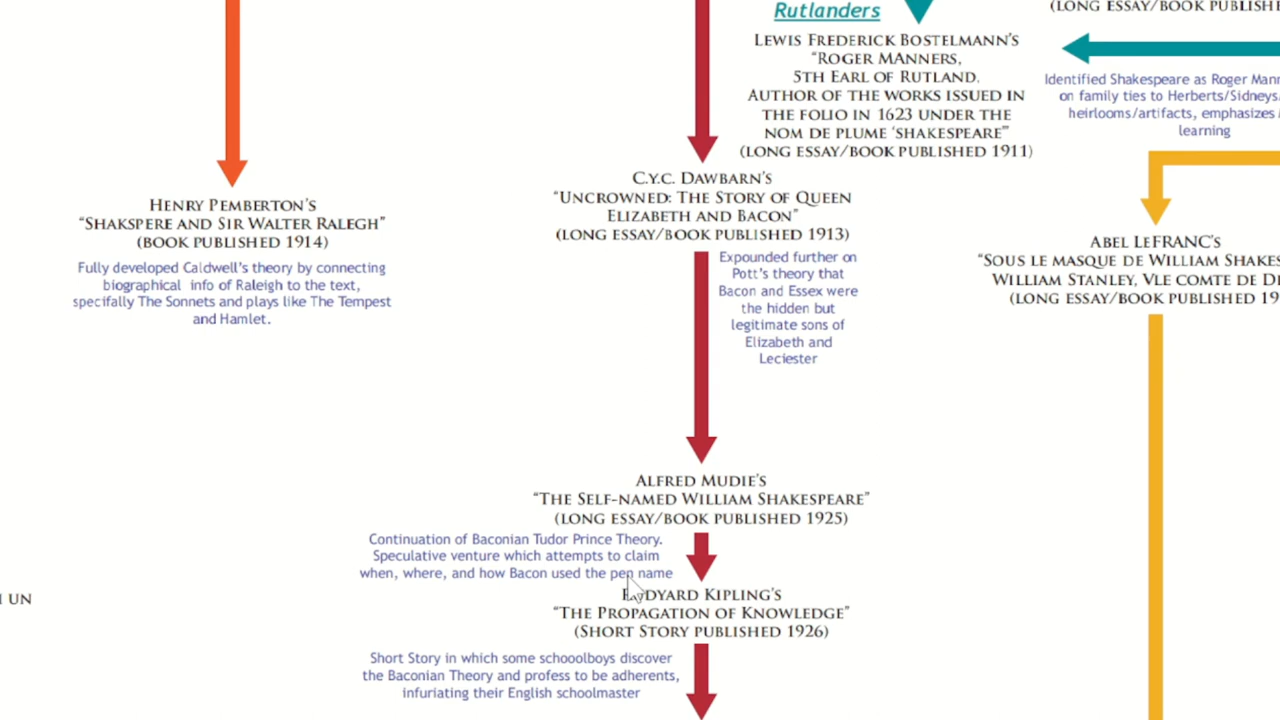 Rutlanders
(LONG ESSAY/BOOK PUBLISHE
LEWIS FREDERICK BOSTELMANN'S
"ROGER MANNERS,
5TH EARL OF RUTLAND.
AUTHOR OF THE WORKS ISSUED IN
THE FOLIO IN 1623 UNDER THE
NOM DE PLUME 'SHAKESPEARE'"
(LONG ESSAY/BOOK PUBLISHED 1911)
Identified Shakespeare as Roger Mann
on family ties to Herberts/Sidneys
heirlooms/artifacts, emphasizes
learning
HENRY PEMBERTON'S
"SHAKSPERE AND SIR WALTER RALEGH"
(BOOK PUBLISHED 1914)
Fully developed Caldwell's theory by connecting
biographical info of Raleigh to the text,
specifally The Sonnets and plays like The Tempest
and Hamlet.
C.Y.C. DAWBARN'S
"UNCROWNED: THE STORY OF QUEEN
ELIZABETH AND BACON"
(LONG ESSAY/BOOK PUBLISHED 1913)
Expounded further on
Pott's theory that
Bacon and Essex were
the hidden but
legitimate sons of
Elizabeth and
Leciester
ABEL LEFRANC'S
"SOUS LE MASQUE DE WILLIAM SHAKES
WILLIAM STANLEY, VLE COMTE DE DE
(LONG ESSAY/BOOK PUBLISHED 19
ALFRED MUDIE'S
"THE SELF-NAMED WILLIAM SHAKESPEARE"
(LONG ESSAY/BOOK PUBLISHED 1925)
Continuation of Baconian Tudor Prince Theory.
Speculative venture which attempts to claim
when, where, and how Bacon used the pen name
UN
RUDYARD KIPLING'S
"THE PROPAGATION OF KNOWLEDGE"
(SHORT STORY PUBLISHED 1926)
Short Story in which some schooolboys discover
the Baconian Theory and profess to be adherents,
infuriating their English schoolmaster